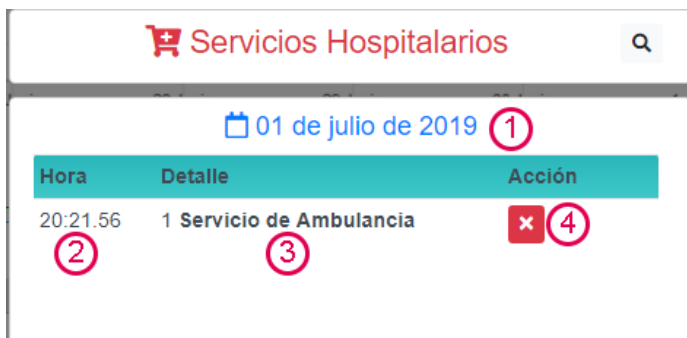 Servicios Hospitalarios
01 de julio de 2019 1
Hora Detalle Acción
20:21.56 1 Servicio de Ambulancia 4
2 3